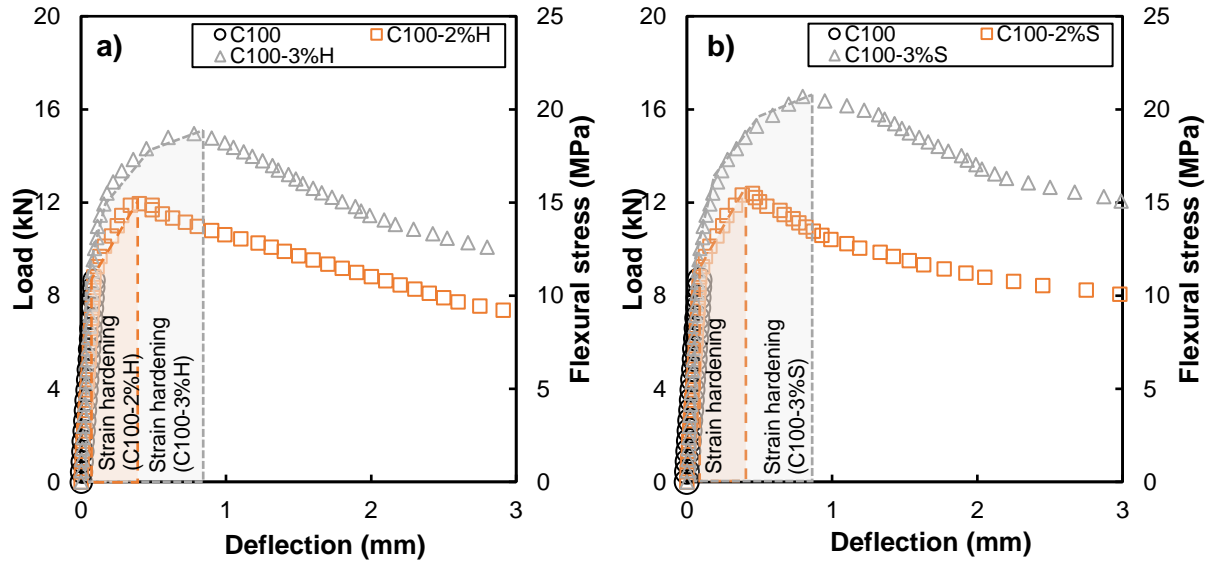 a)
C100
C100-2%H
C100-3%H
20
16
12
8
4
0
Load (kN)
25
20
15
10
5
0
Flexural stress (MPa)
Strain hardening
(C100-2%H)
Strain hardening
(C100-3%H)
0
1
2
3
Deflection (mm)
b)
C100
C100-2%S
C100-3%S
20
16
12
8
4
0
Load (kN)
25
20
15
10
5
0
Flexural stress (MPa)
Strain hardening
Strain hardening
(C100-3%S)
0
1
2
3
Deflection (mm)